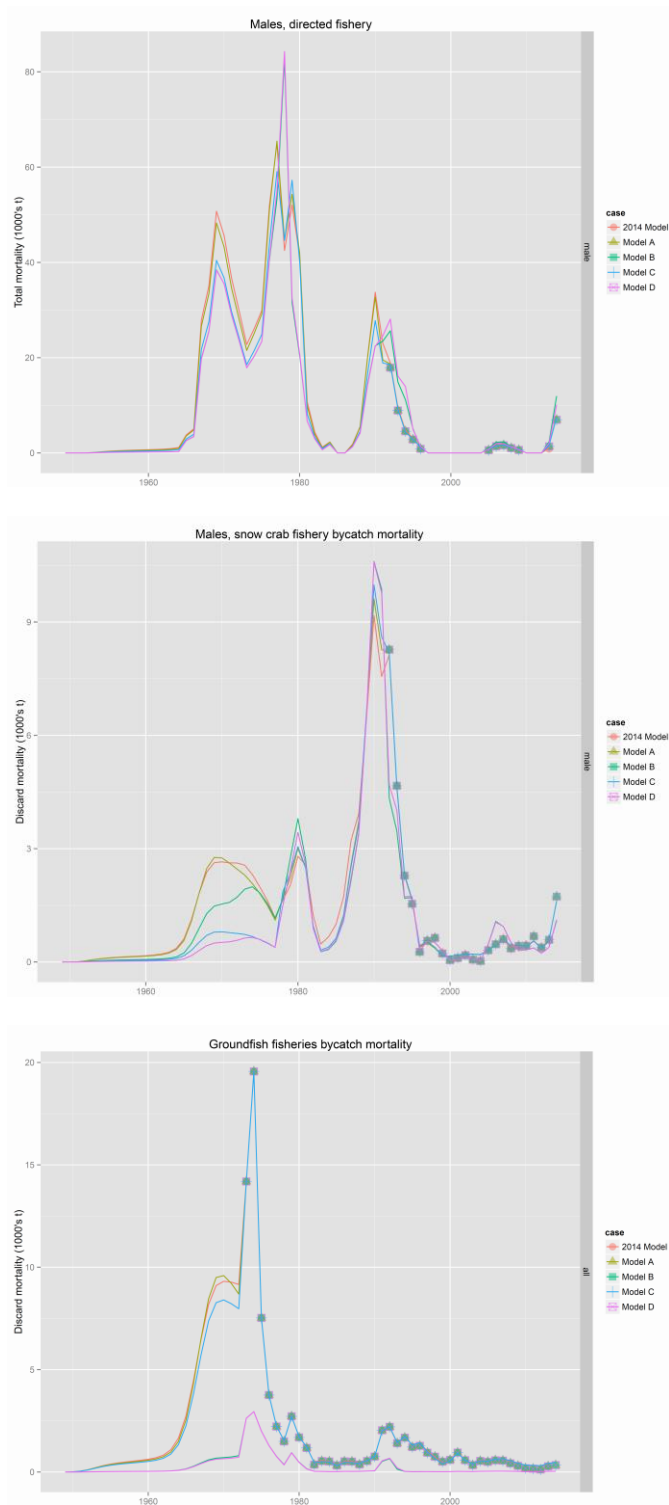 Males, directed fishery
80
60
40
20
0
Total mortality (1000's t)
1960
1980
2000
male
case
2014 Model
Model A
Model B
Model C
Model D
Males, snow crab fishery bycatch mortality
9
6
3
0
Discard mortality (1000's t)
1960
1980
2000
male
case
2014 Model
Model A
Model B
Model C
Model D
Groundfish fisheries bycatch mortality
20
15
10
5
0
Discard mortality (1000's t)
1960
1980
2000
all
case
2014 Model
Model A
Model B
Model C
Model D